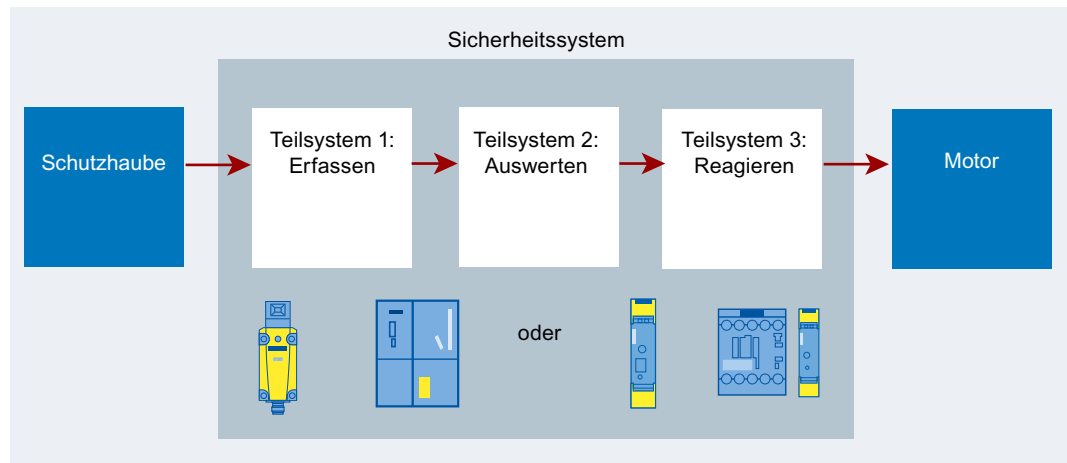 Sicherheitssystem
Schutzhaube
Teilsystem 1:
Erfassen
Teilsystem 2:
Auswerten
Teilsystem 3:
Reagieren
Motor
oder